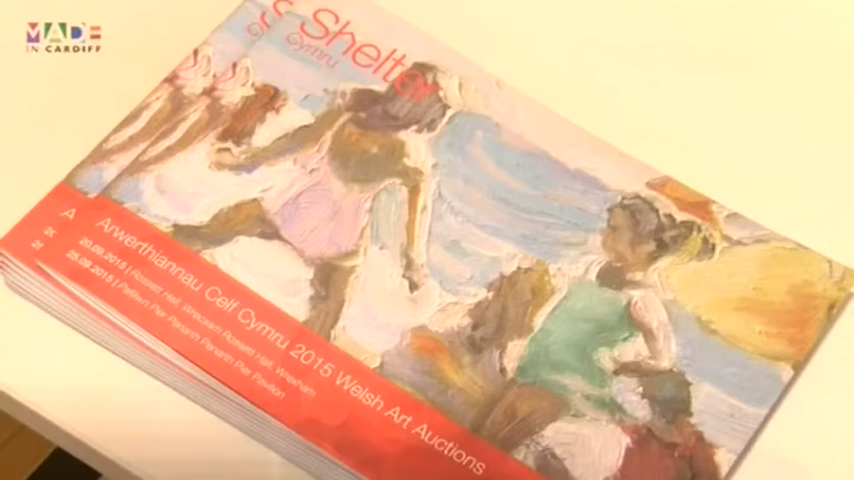 MADE
IN CARDIFF
Shelter
Cymru
Arwerthiannau Celf Cymru 2015 Welsh Art Auctions
20.09.2015 | Rossett Hall, Wrecsam Rossett Hall, Wrexham
25.09.2015 | Pafiliwn Pier Penarth Penarth Pier Pavilion